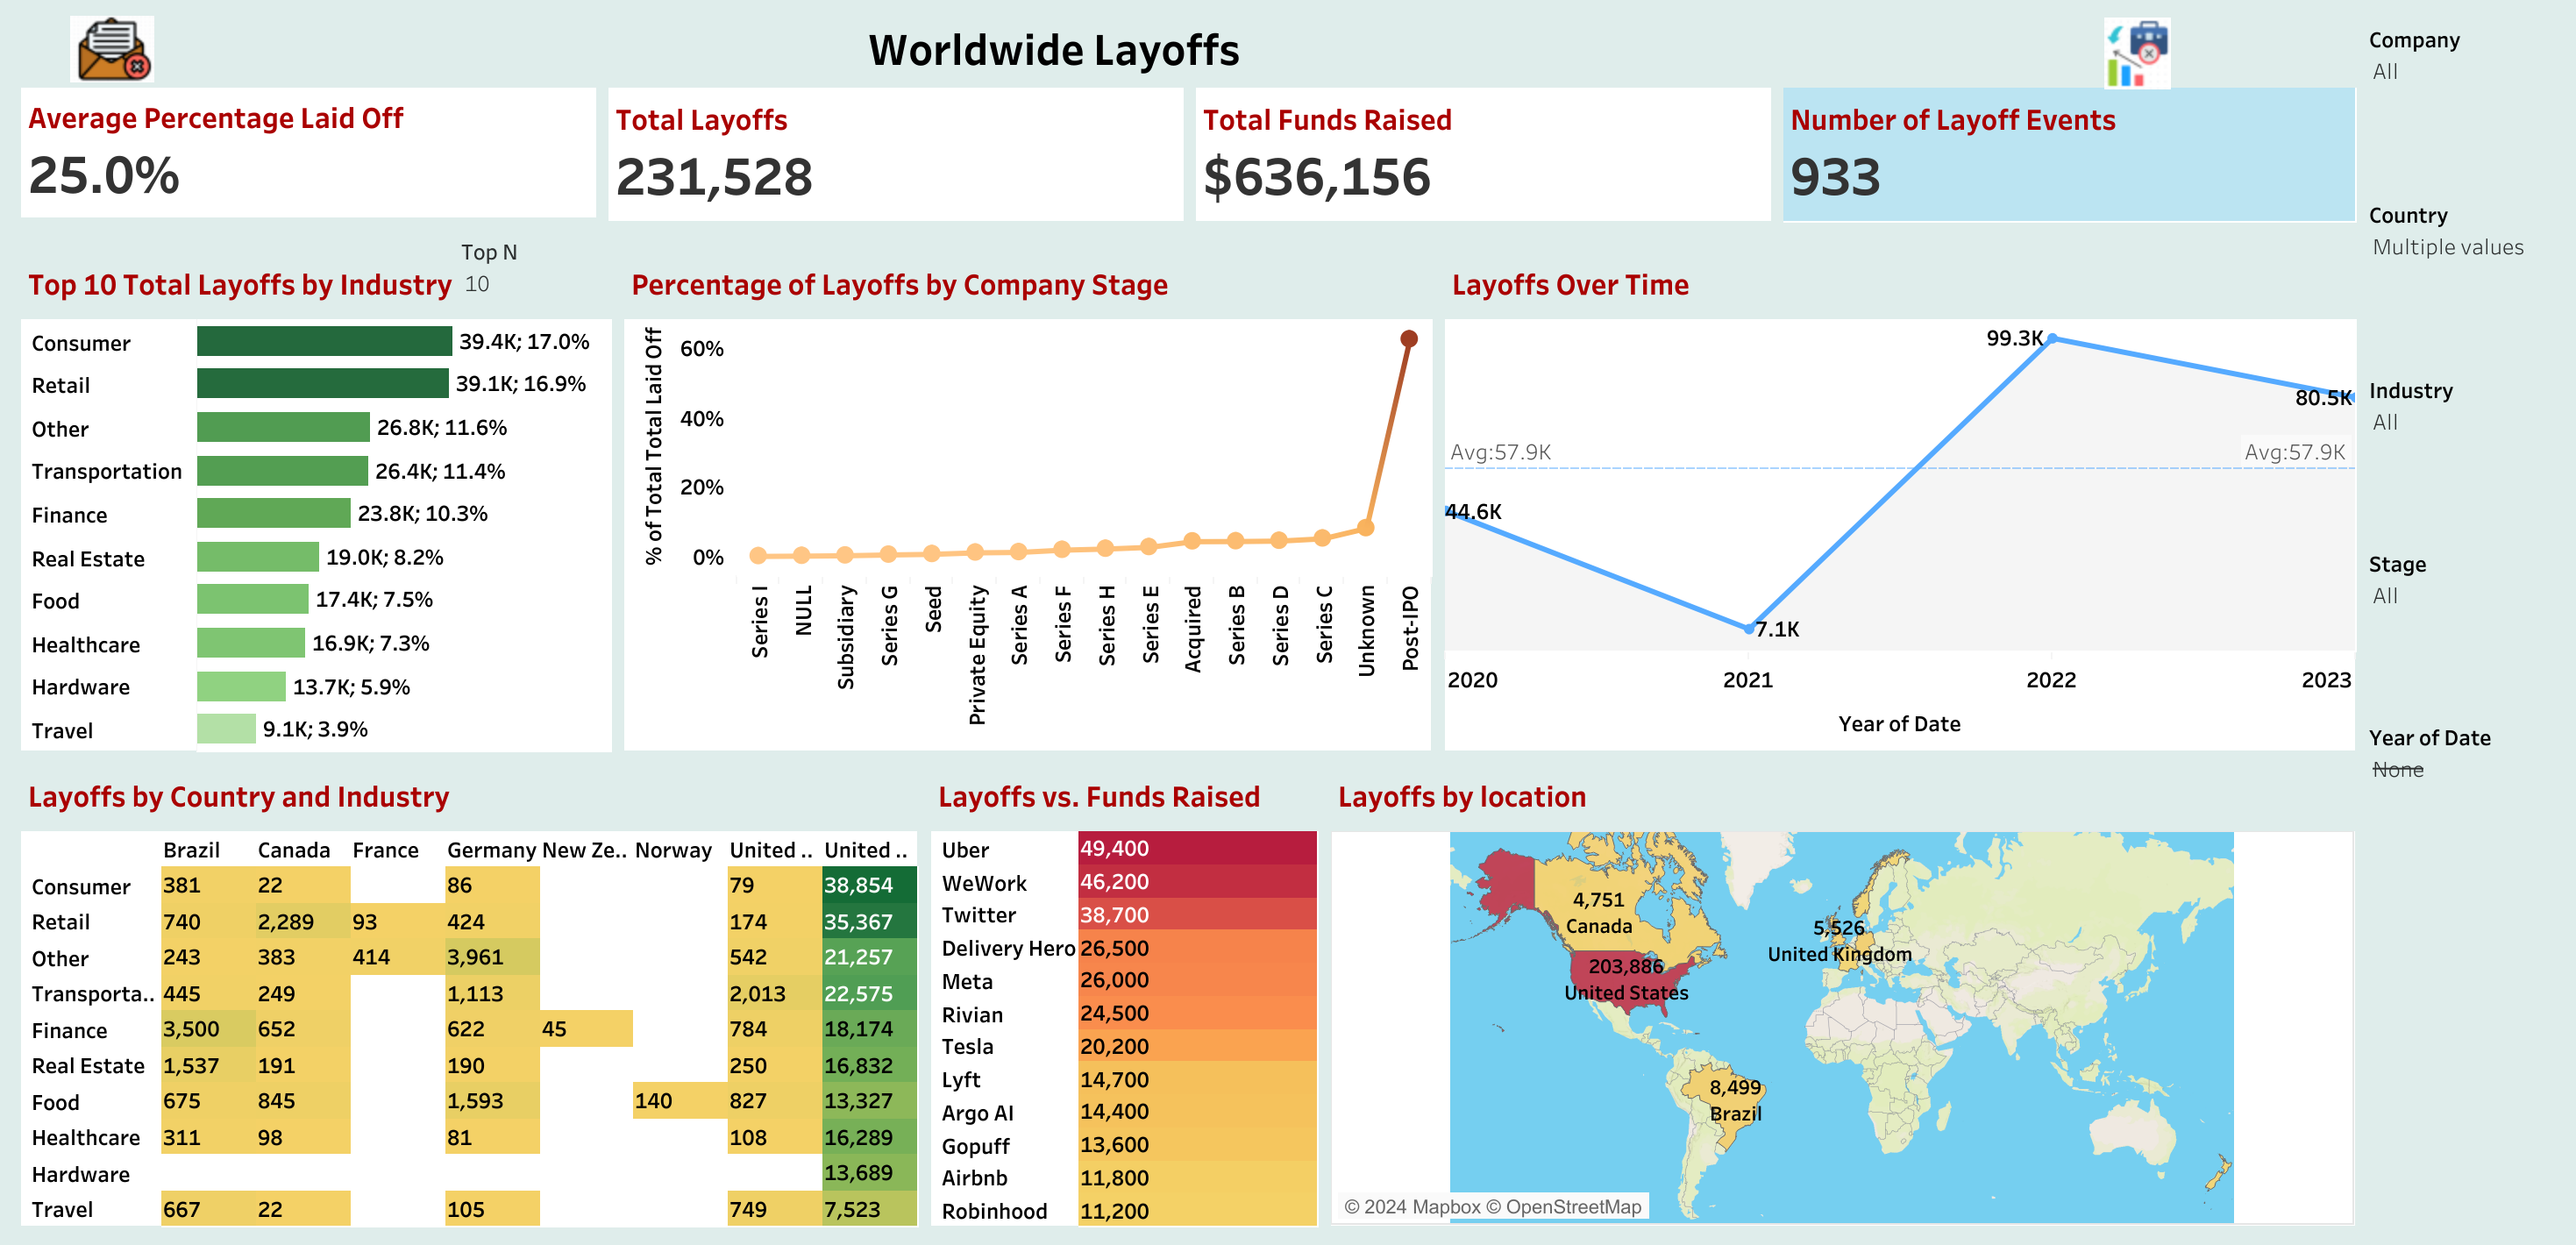 Worldwide Layoffs
Company
All
Average Percentage Laid Off
25.0%
Total Layoffs
231,528
Total Funds Raised
$636,156
Number of Layoff Events
933
Country
Multiple values
Top N
10
Top 10 Total Layoffs by Industry
Consumer 39.4K; 17.0%
Retail 39.1K; 16.9%
Other 26.8K; 11.6%
Transportation 26.4K; 11.4%
Finance 23.8K; 10.3%
Real Estate 19.0K; 8.2%
Food 17.4K; 7.5%
Healthcare 16.9K; 7.3%
Hardware 13.7K; 5.9%
Travel 9.1K; 3.9%
Percentage of Layoffs by Company Stage
% of Total Total Laid Off
60%
40%
20%
0%
Series I
NULL
Subsidiary
Series G
Seed
Private Equity
Series A
Series F
Series H
Series E
Acquired
Series B
Series D
Series C
Unknown
Post-IPO
Layoffs Over Time
99.3K
80.5K
Avg:57.9K
Avg:57.9K
44.6K
7.1K
2020 2021 2022 2023
Year of Date
Industry
All
Stage
All
Year of Date
None
Layoffs by Country and Industry
Brazil Canada France Germany New Ze.. Norway United .. United ..
Consumer 381 22 86 79 38,854
Retail 740 2,289 93 424 174 35,367
Other 243 383 414 3,961 542 21,257
Transporta.. 445 249 1,113 2,013 22,575
Finance 3,500 652 622 45 784 18,174
Real Estate 1,537 191 190 250 16,832
Food 675 845 1,593 140 827 13,327
Healthcare 311 98 81 108 16,289
Hardware 13,689
Travel 667 22 105 749 7,523
Layoffs vs. Funds Raised
Uber 49,400
WeWork 46,200
Twitter 38,700
Delivery Hero 26,500
Meta 26,000
Rivian 24,500
Tesla 20,200
Lyft 14,700
Argo AI 14,400
Gopuff 13,600
Airbnb 11,800
Robinhood 11,200
Layoffs by location
4,751
Canada
5,526
United Kingdom
203,886
United States
8,499
Brazil
© 2024 Mapbox © OpenStreetMap